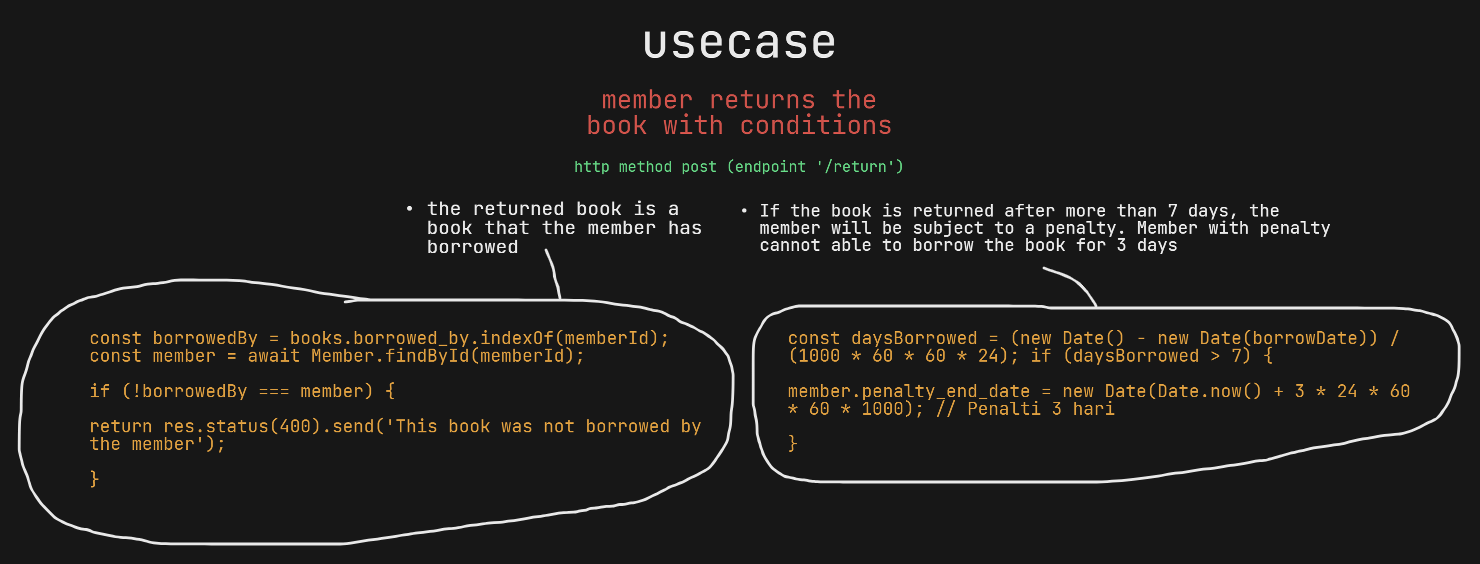 usecase
member returns the
book with conditions
http method post (endpoint '/return')
• the returned book is a
book that the member has
borrowed
• If the book is returned after more than 7 days, the
member will be subject to a penalty. Member with penalty
cannot able to borrow the book for 3 days
const borrowedBy = books.borrowed_by.indexOf(memberId);
const member = await Member.findById(memberId);
if (!borrowedBy === member) {
return res.status(400).send('This book was not borrowed by
the member');
}
const daysBorrowed = (new Date() - new Date(borrowDate)) /
(1000 * 60 * 60 * 24); if (daysBorrowed > 7) {
member.penalty_end_date = new Date(Date.now() + 3 * 24 * 60
* 60 * 1000); // Penalti 3 hari
}